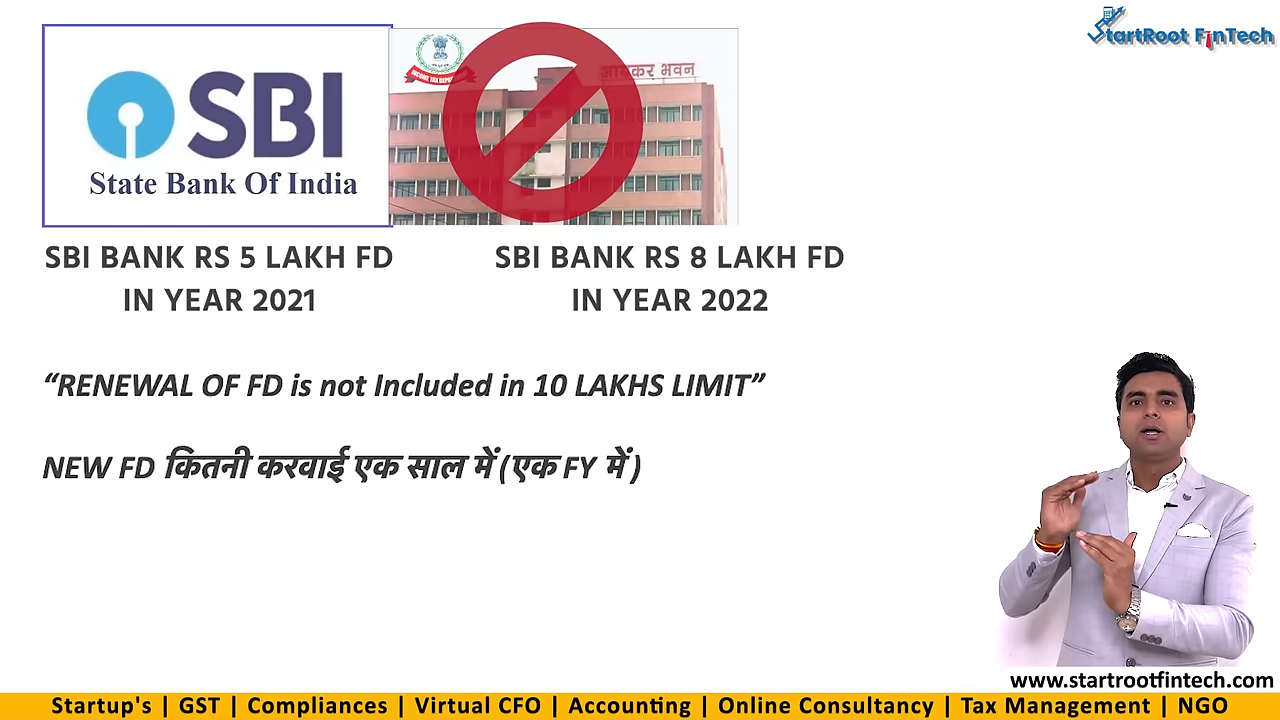 StartRoot FinTech
SBI
State Bank Of India
INCOME TAX DEPAR
आयकर भवन
SBI BANK RS 5 LAKH FD
IN YEAR 2021
SBI BANK RS 8 LAKH FD
IN YEAR 2022
“RENEWAL OF FD is not Included in 10 LAKHS LIMIT”
NEW FD कितनी करवाई एक साल में (एक FY में )
www.startrootfintech.com
Startup's | GST | Compliances | Virtual CFO | Accounting | Online Consultancy | Tax Management | NGO